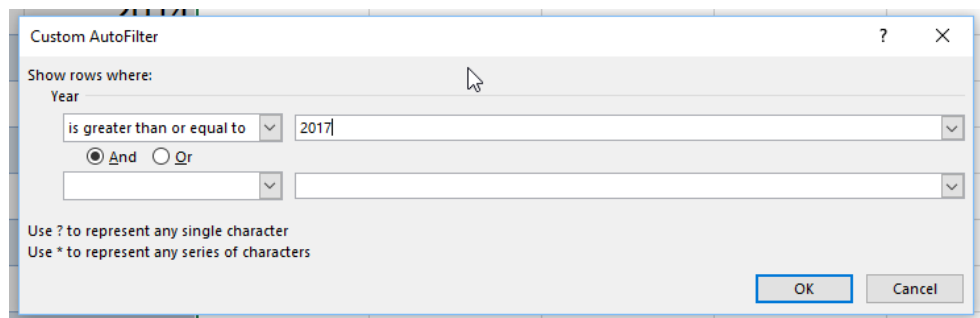 Custom AutoFilter ?
Show rows where:
Year
is greater than or equal to 2017
And Or
Use ? to represent any single character
Use * to represent any series of characters
OK Cancel